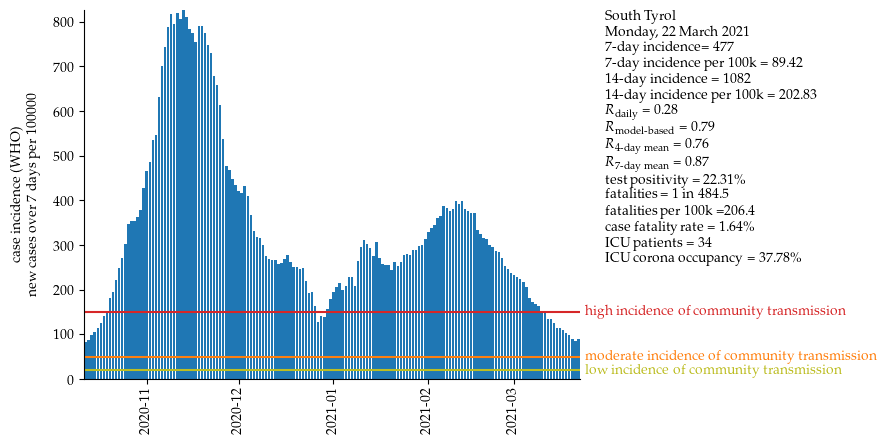 800
700
600
500
400
300
200
100
0
case incidence (WHO)
new cases over 7 days per 100000
2020-11
2020-12
2021-01
2021-02
2021-03
South Tyrol
Monday, 22 March 2021
7-day incidence= 477
7-day incidence per 100k = 89.42
14-day incidence = 1082
14-day incidence per 100k = 202.83
R_daily = 0.28
R_model-based = 0.79
R_4-day mean = 0.76
R_7-day mean = 0.87
test positivity = 22.31%
fatalities = 1 in 484.5
fatalities per 100k =206.4
case fatality rate = 1.64%
ICU patients = 34
ICU corona occupancy = 37.78%
high incidence of community transmission
moderate incidence of community transmission
low incidence of community transmission